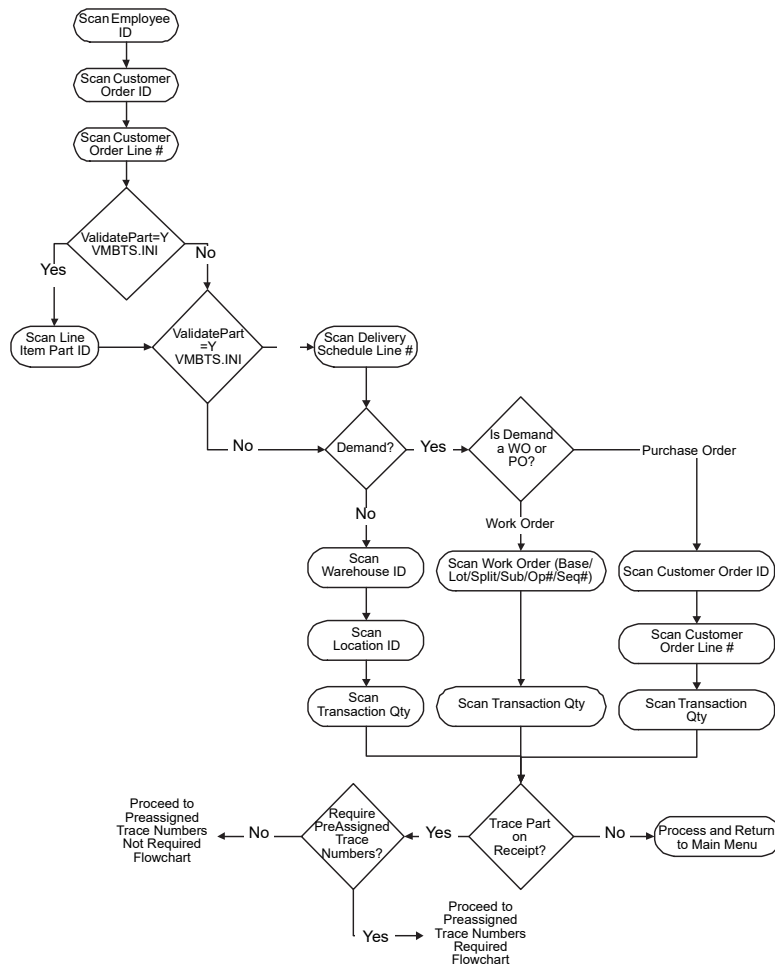 Scan Employee
ID
Scan Customer
Order ID
Scan Customer
Order Line #
ValidatePart=Y
VMBTS.INI
Yes
No
Scan Line
Item Part ID
ValidatePart
=Y
VMBTS.INI
Scan Delivery
Schedule Line #
No
Demand?
Yes
Is Demand
a WO or
PO?
Purchase Order
No
Work Order
Scan
Warehouse ID
Scan Work Order (Base/
Lot/Split/Sub/Op#/Seq#)
Scan Customer Order ID
Scan
Location ID
Scan Customer
Order Line #
Scan
Transaction Qty
Scan Transaction Qty
Scan Transaction
Qty
Proceed to
Preassigned
Trace Numbers
Not Required
Flowchart
No
Require
PreAssigned
Trace
Numbers?
Yes
Trace Part
on
Receipt?
No
Process and Return
to Main Menu
Yes
Proceed to
Preassigned
Trace Numbers
Required
Flowchart